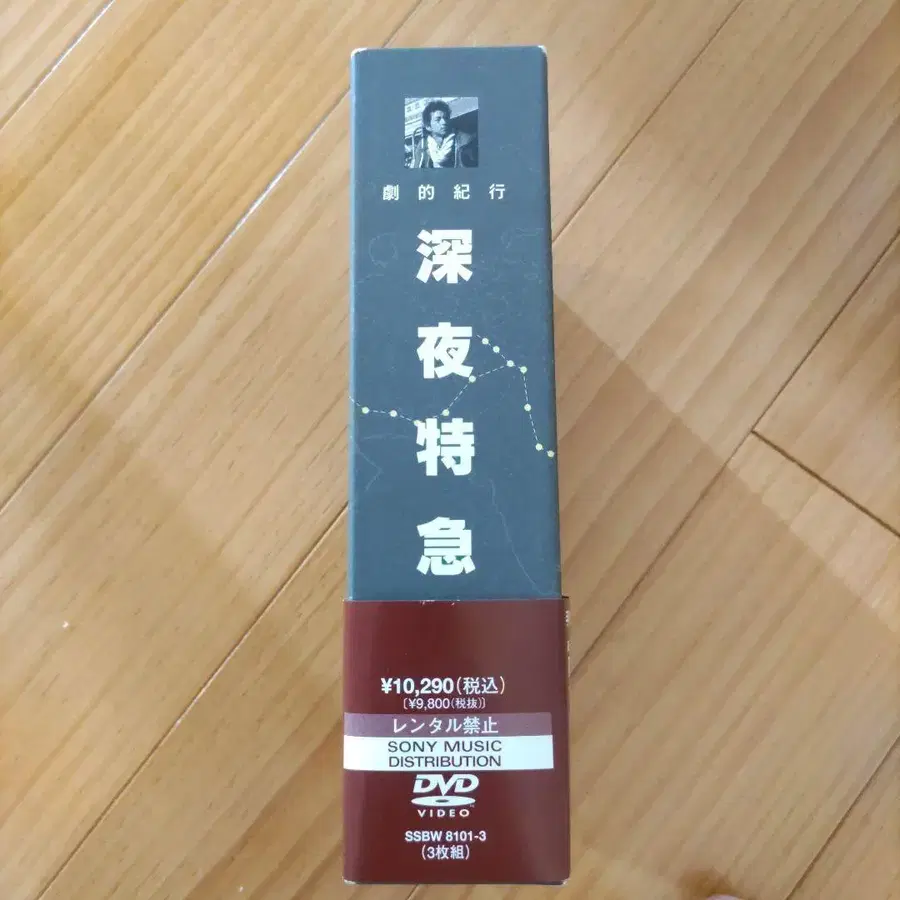 劇的紀行
深夜特急
¥10,290(税込)
[¥9,800(税抜)]
レンタル禁止
SONY MUSIC
DISTRIBUTION
DVD
VIDEO
SSBW 8101-3
(3枚組)